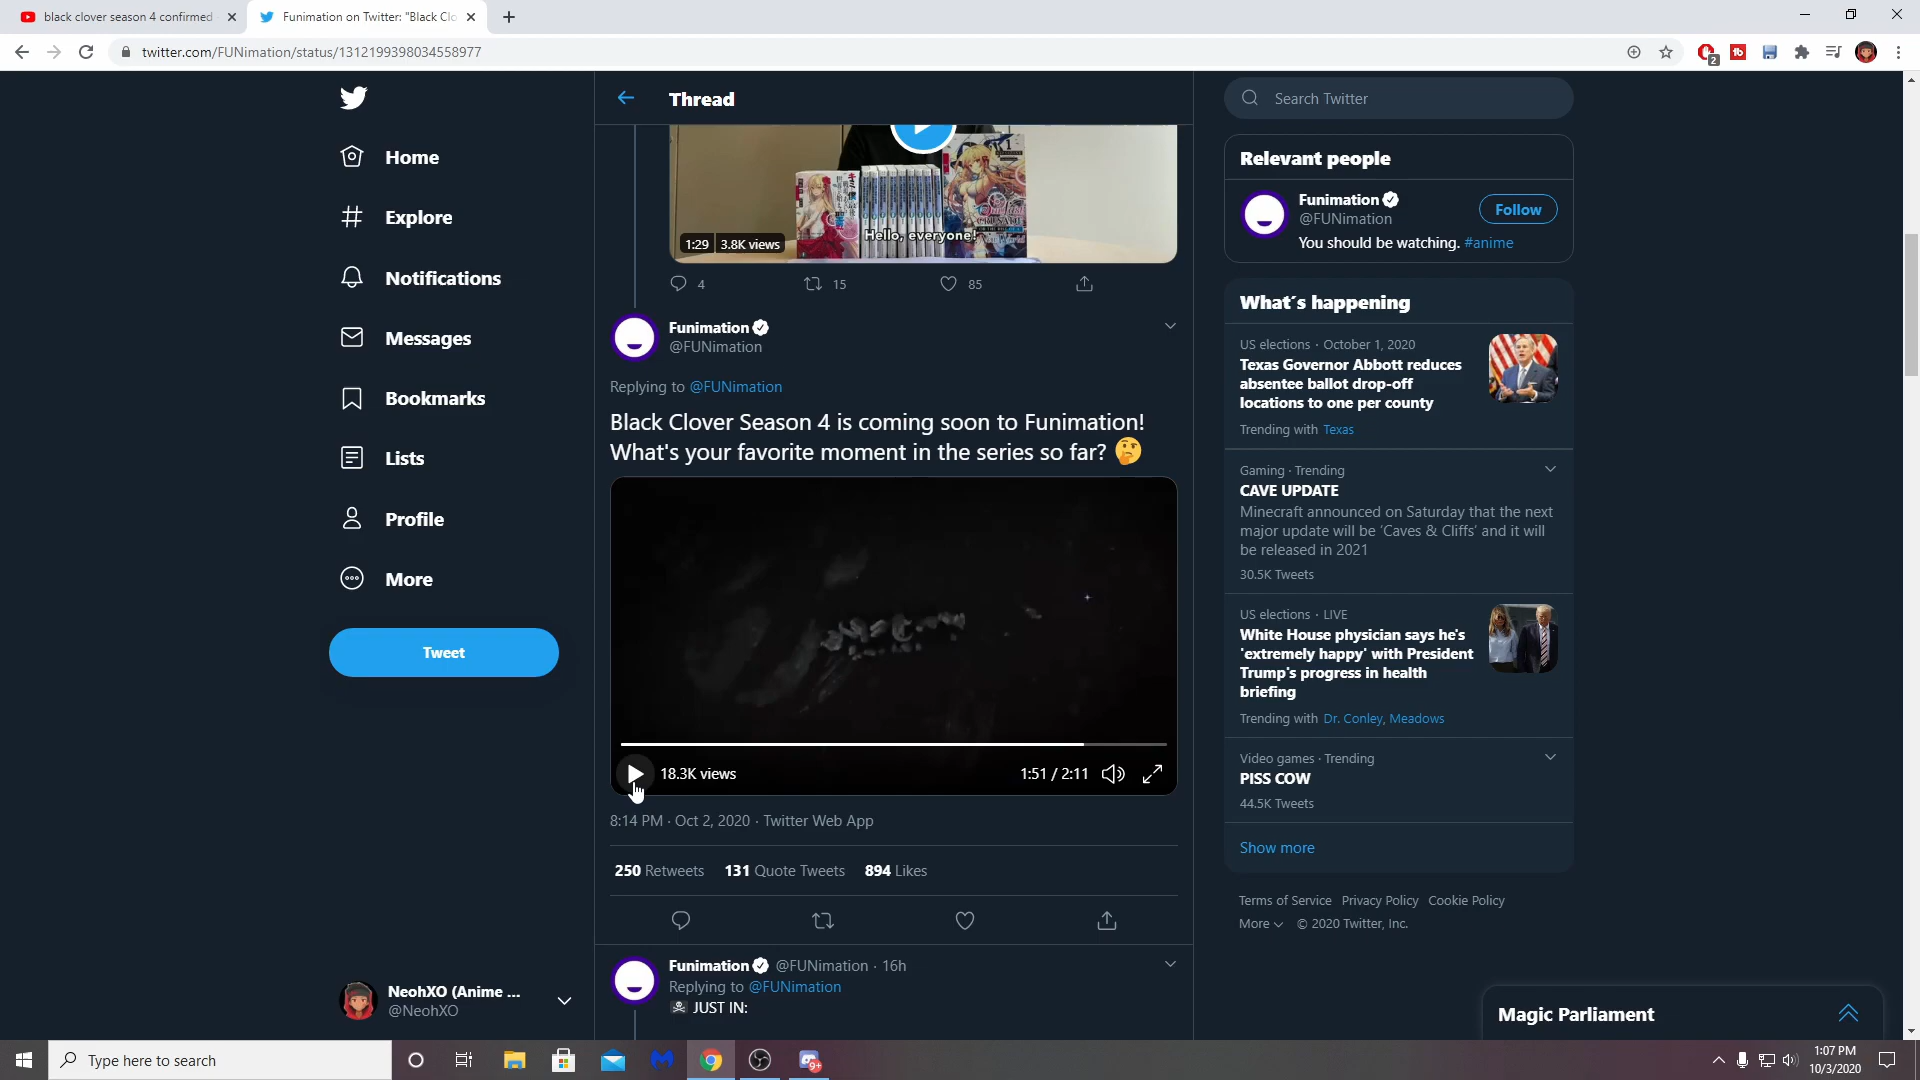 black clover season 4 confirmed
Funimation on Twitter: "Black Clo
twitter.com/FUNimation/status/1312199398034558977
2
Home
Explore
Notifications
Messages
Bookmarks
Lists
Profile
More
Tweet
NeohXO (Anime ...
@NeohXO
Thread
キミ
1
Hello, everyone!
1:29 3.8K views
4 15 85
Funimation
@FUNimation
Replying to @FUNimation
Black Clover Season 4 is coming soon to Funimation!
What's your favorite moment in the series so far? 🤔
18.3K views 1:51 / 2:11
8:14 PM · Oct 2, 2020 · Twitter Web App
250 Retweets 131 Quote Tweets 894 Likes
Funimation @FUNimation · 16h
Replying to @FUNimation
JUST IN:
Search Twitter
Relevant people
Funimation
@FUNimation
Follow
You should be watching. #anime
What's happening
US elections · October 1, 2020
Texas Governor Abbott reduces
absentee ballot drop-off
locations to one per county
Trending with Texas
Gaming · Trending
CAVE UPDATE
Minecraft announced on Saturday that the next
major update will be 'Caves & Cliffs' and it will
be released in 2021
30.5K Tweets
US elections · LIVE
White House physician says he's
'extremely happy' with President
Trump's progress in health
briefing
Trending with Dr. Conley, Meadows
Video games · Trending
PISS COW
44.5K Tweets
Show more
Terms of Service Privacy Policy Cookie Policy
More © 2020 Twitter, Inc.
Magic Parliament
Type here to search
9+
1:07 PM
10/3/2020